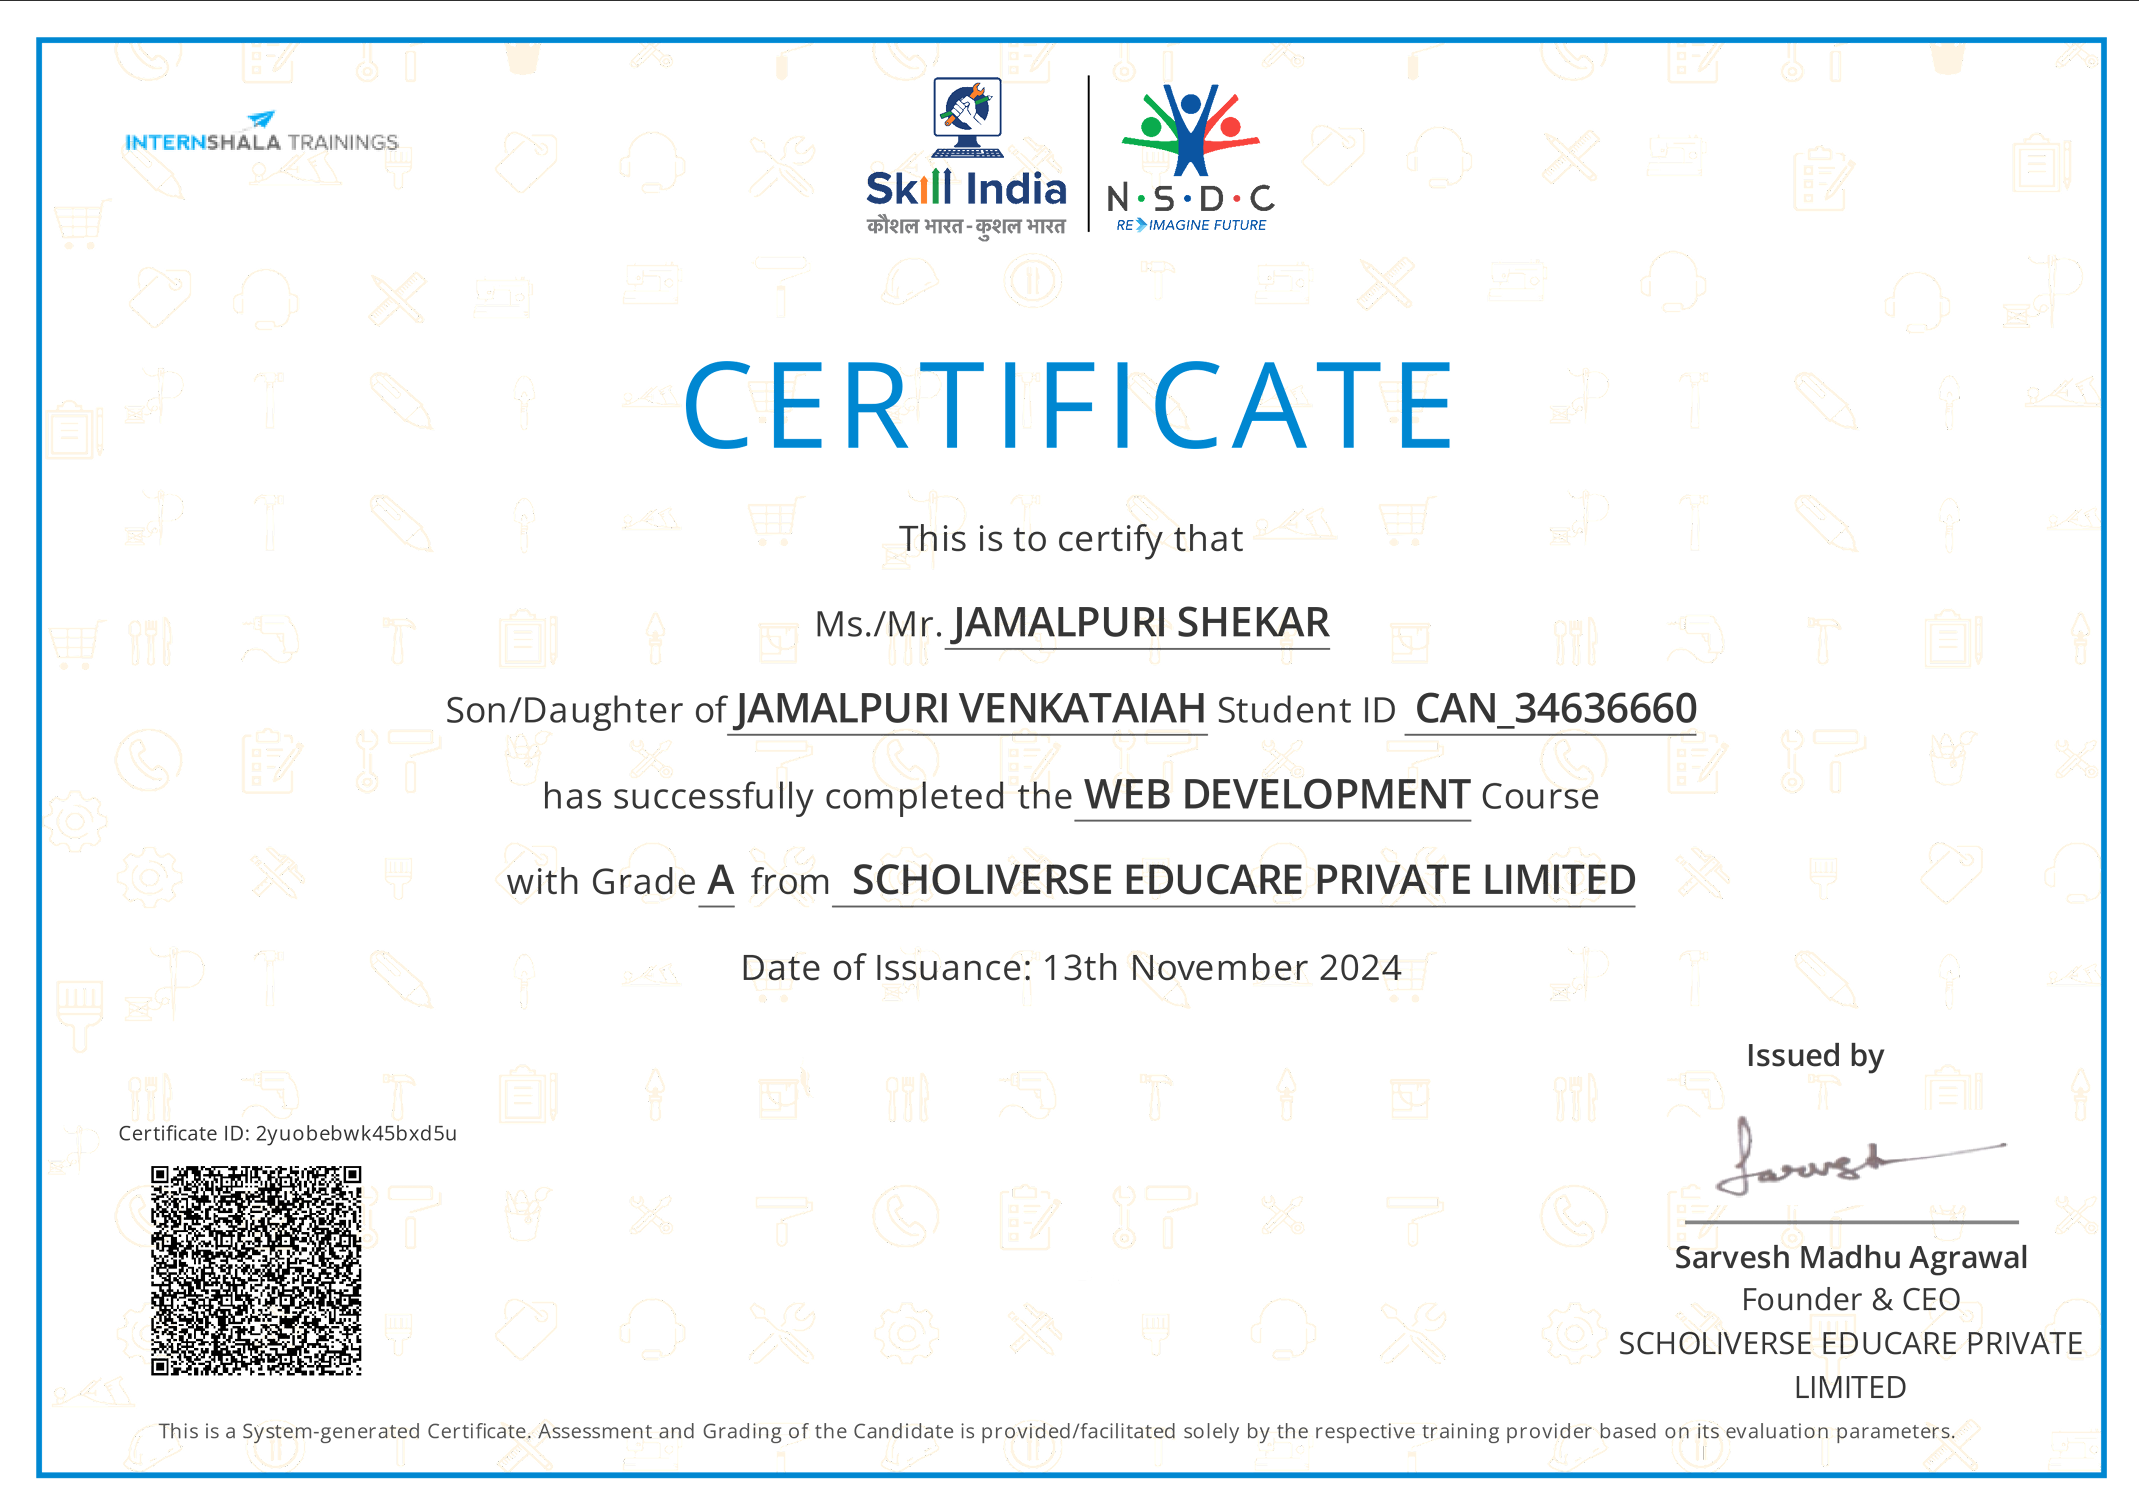 INTERNSHALA TRAININGS
Skill India
कौशल भारत - कुशल भारत
N·S·D·C
RE IMAGINE FUTURE
CERTIFICATE
This is to certify that
Ms./Mr. JAMALPURI SHEKAR
Son/Daughter of JAMALPURI VENKATAIAH Student ID CAN_34636660
has successfully completed the WEB DEVELOPMENT Course
with Grade A from SCHOLIVERSE EDUCARE PRIVATE LIMITED
Date of Issuance: 13th November 2024
Issued by
Certificate ID: 2yuobebwk45bxd5u
Sarvesh
Sarvesh Madhu Agrawal
Founder & CEO
SCHOLIVERSE EDUCARE PRIVATE
LIMITED
This is a System-generated Certificate. Assessment and Grading of the Candidate is provided/facilitated solely by the respective training provider based on its evaluation parameters.